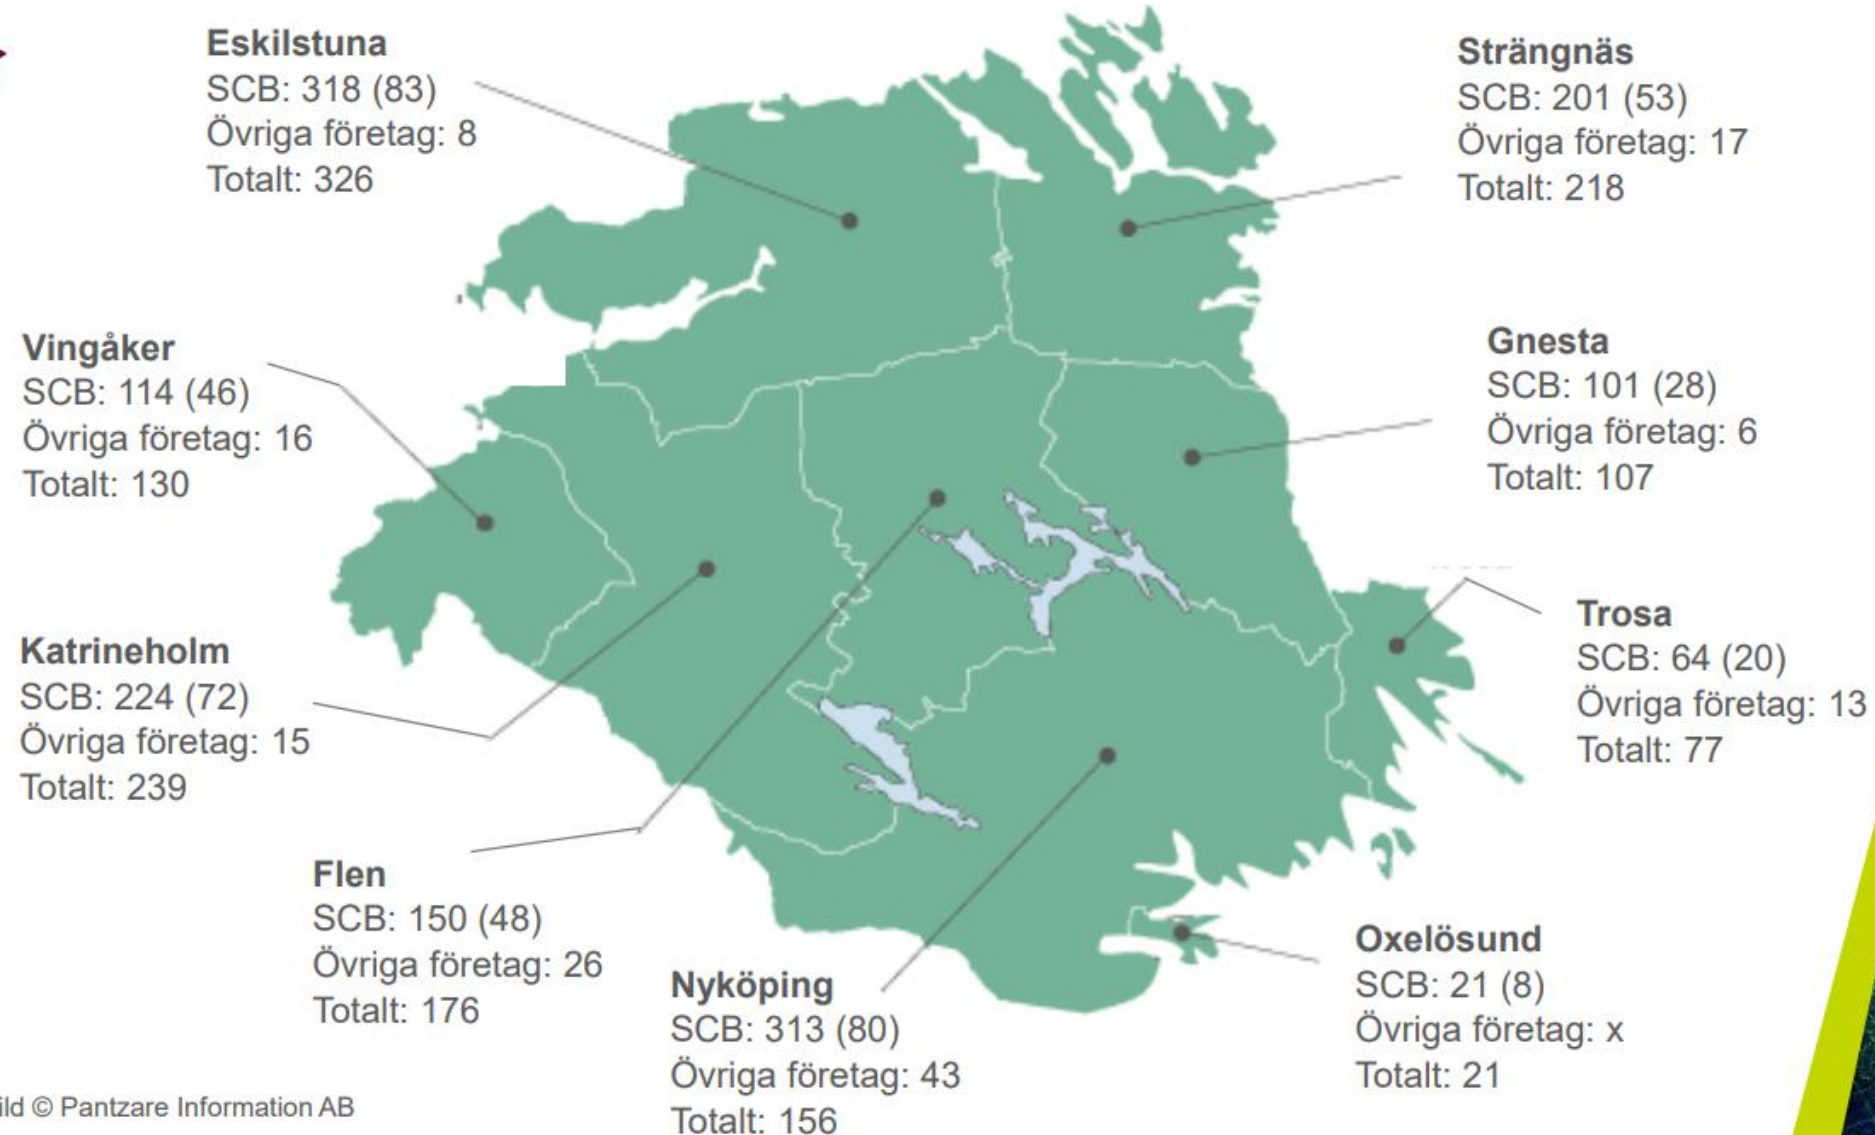 Eskilstuna
SCB: 318 (83)
Övriga företag: 8
Totalt: 326
Strängnäs
SCB: 201 (53)
Övriga företag: 17
Totalt: 218
Vingåker
SCB: 114 (46)
Övriga företag: 16
Totalt: 130
Gnesta
SCB: 101 (28)
Övriga företag: 6
Totalt: 107
Katrineholm
SCB: 224 (72)
Övriga företag: 15
Totalt: 239
Trosa
SCB: 64 (20)
Övriga företag: 13
Totalt: 77
Flen
SCB: 150 (48)
Övriga företag: 26
Totalt: 176
Nyköping
SCB: 313 (80)
Övriga företag: 43
Totalt: 156
Oxelösund
SCB: 21 (8)
Övriga företag: x
Totalt: 21
ild © Pantzare Information AB